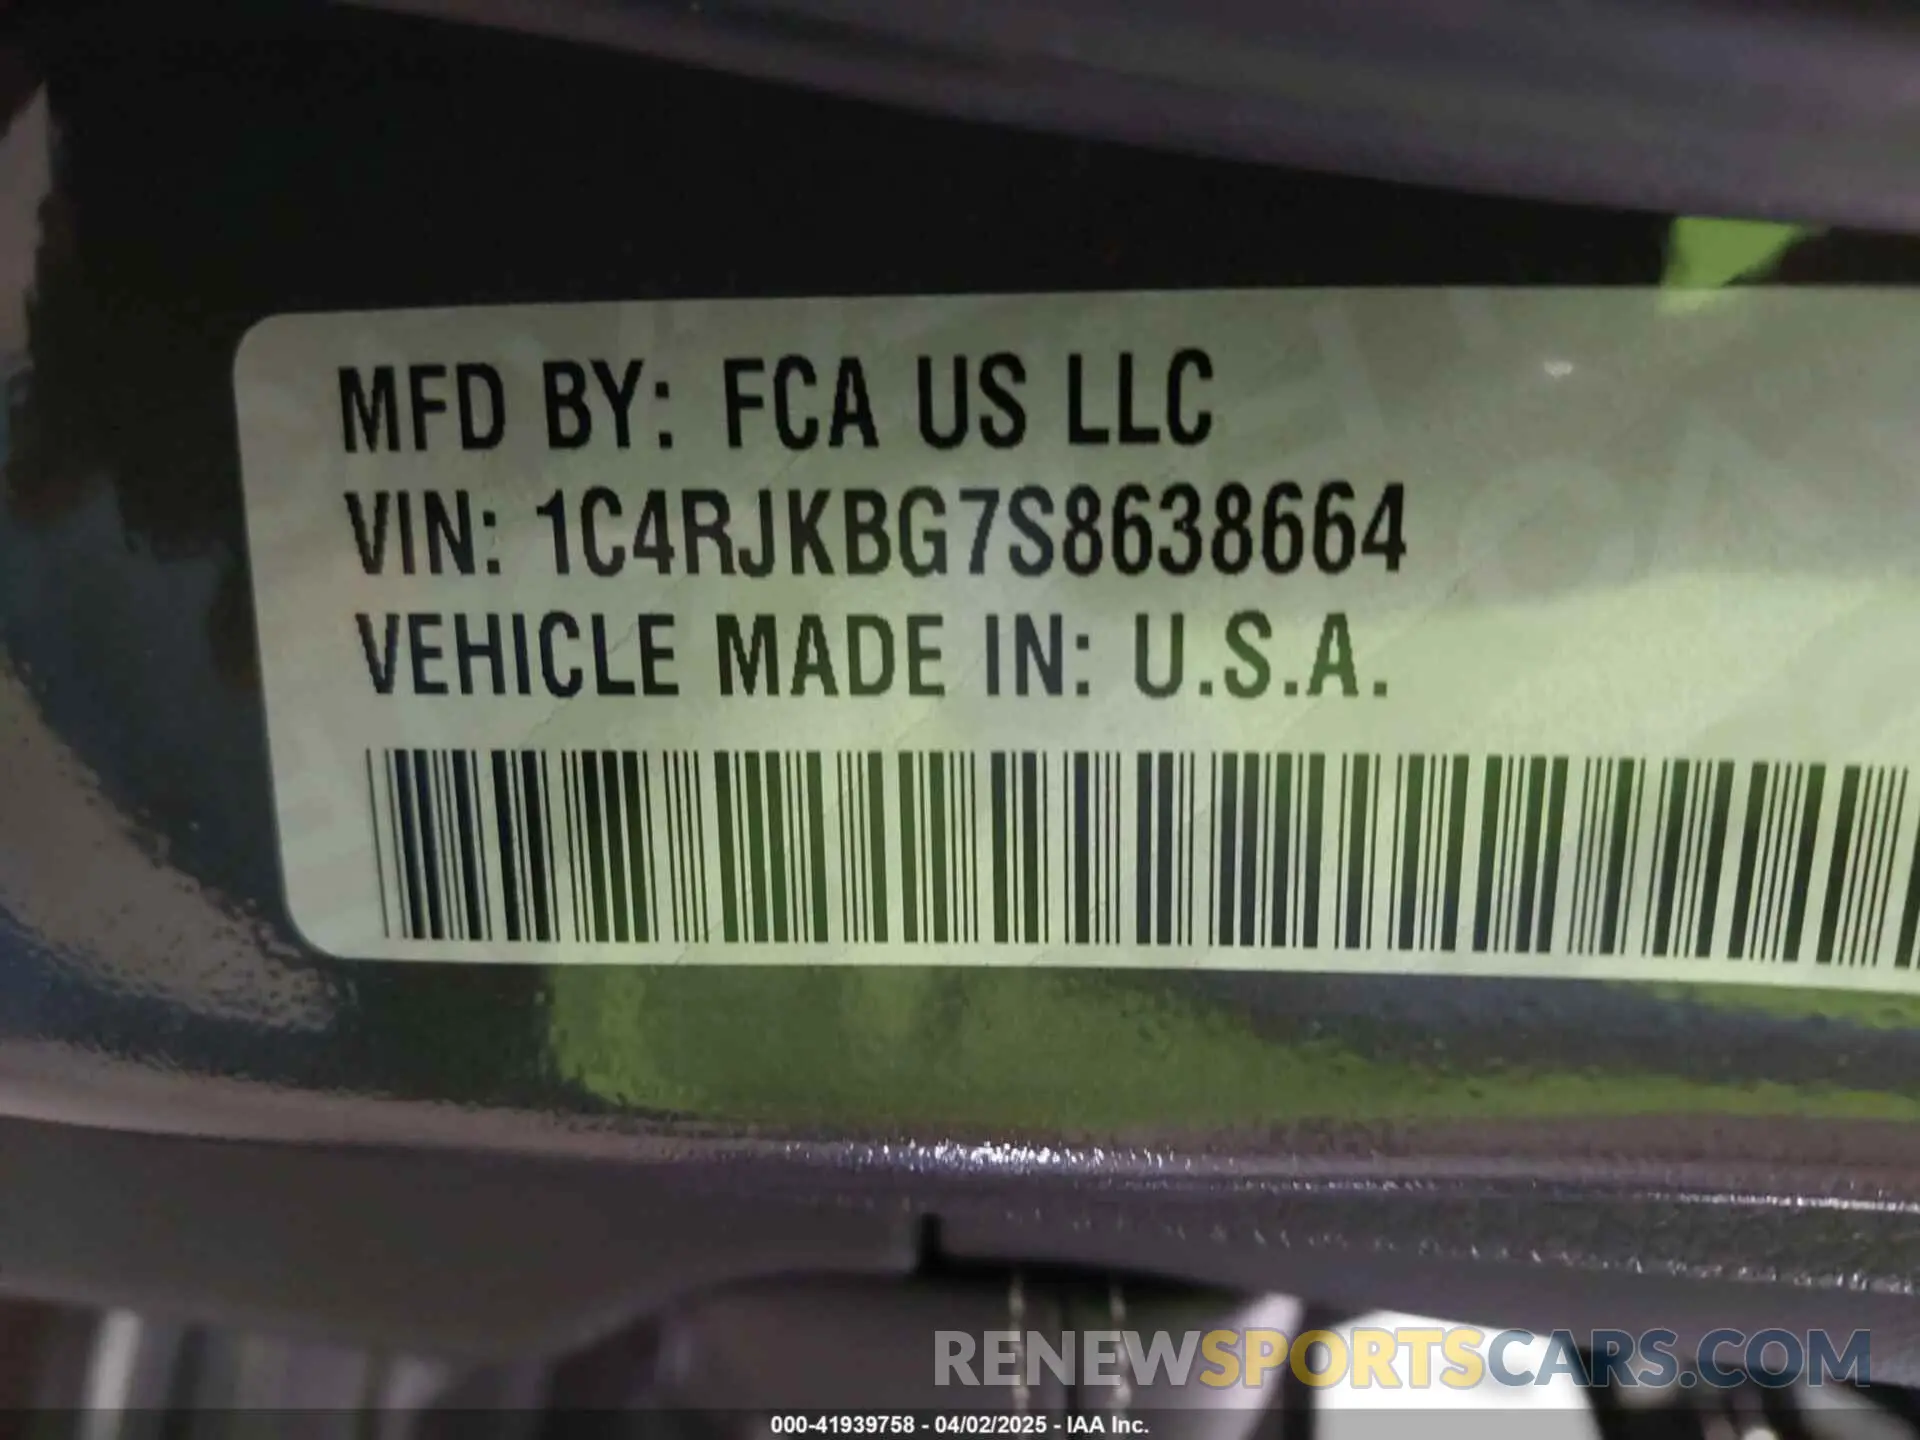 MFD BY: FCA US LLC
VIN: 1C4RJKBG7S8638664
VEHICLE MADE IN: U.S.A.
RENEWSPORTSCARS.COM
000-41939758 - 04/02/2025 - IAA Inc.